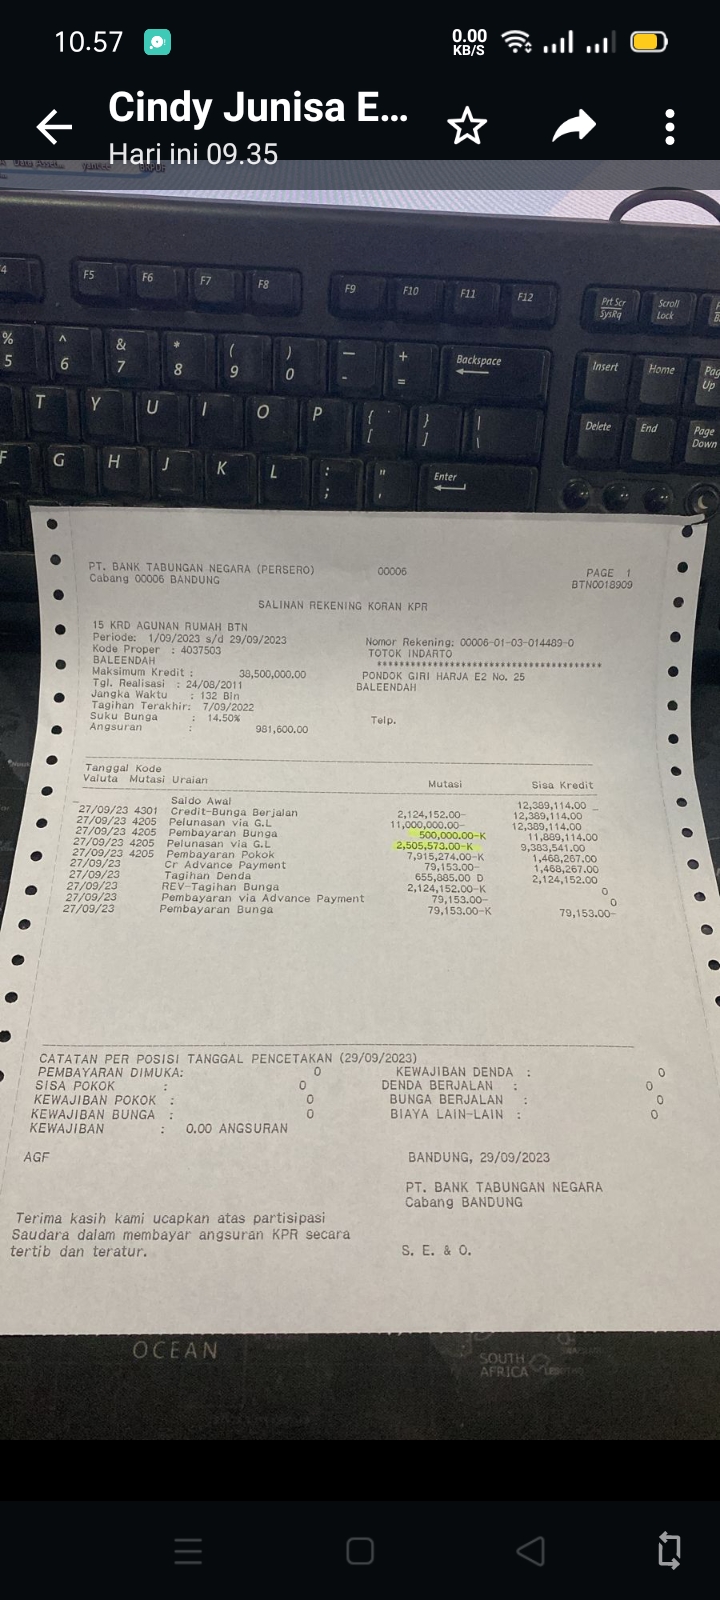 10.57
0.00
KB/S
Cindy Junisa E...
Hari ini 09.35
F5 F6 F7 F8 F9 F10 F11 F12 Prt Scr SysRq Scroll Lock
% 5 ^ 6 & 7 * 8 ( 9 ) 0 — - + = Backspace Insert Home Page Up
T Y U I O P { [ } ] | \ Delete End Page Down
F G H J K L : ; " , Enter
PT. BANK TABUNGAN NEGARA (PERSERO) 00006 PAGE 1
Cabang 00006 BANDUNG BTN0018909
SALINAN REKENING KORAN KPR
15 KRD AGUNAN RUMAH BTN
Periode: 1/09/2023 s/d 29/09/2023 Nomor Rekening: 00006-01-03-014489-0
Kode Proper : 4037503 TOTOK INDARTO
BALEENDAH ******************************************
Maksimum Kredit : 38,500,000.00 PONDOK GIRI HARJA E2 No. 25
Tgl. Realisasi : 24/08/2011 BALEENDAH
Jangka Waktu : 132 Bln
Tagihan Terakhir: 7/09/2022
Suku Bunga : 14.50% Telp.
Angsuran : 981,600.00
Tanggal Kode
Valuta Mutasi Uraian Mutasi Sisa Kredit
Saldo Awal 12,389,114.00
27/09/23 4301 Credit-Bunga Berjalan 2,124,152.00- 12,389,114.00
27/09/23 4205 Pelunasan via G.L 11,000,000.00- 12,389,114.00
27/09/23 4205 Pembayaran Bunga 500,000.00-K 11,889,114.00
27/09/23 4205 Pelunasan via G.L 2,505,573.00-K 9,383,541.00
27/09/23 4205 Pembayaran Pokok 7,915,274.00-K 1,468,267.00
27/09/23 Cr Advance Payment 79,153.00- 1,468,267.00
27/09/23 Tagihan Denda 655,885.00 D 2,124,152.00
27/09/23 REV-Tagihan Bunga 2,124,152.00-K 0
27/09/23 Pembayaran via Advance Payment 79,153.00- 0
27/09/23 Pembayaran Bunga 79,153.00-K 79,153.00-
CATATAN PER POSISI TANGGAL PENCETAKAN (29/09/2023)
PEMBAYARAN DIMUKA: 0 KEWAJIBAN DENDA : 0
SISA POKOK : 0 DENDA BERJALAN : 0
KEWAJIBAN POKOK : 0 BUNGA BERJALAN : 0
KEWAJIBAN BUNGA : 0 BIAYA LAIN-LAIN : 0
KEWAJIBAN : 0.00 ANGSURAN
AGF BANDUNG, 29/09/2023
PT. BANK TABUNGAN NEGARA
Cabang BANDUNG
Terima kasih kami ucapkan atas partisipasi
Saudara dalam membayar angsuran KPR secara
tertib dan teratur. S. E. & O.
OCEAN
SOUTH
AFRICA